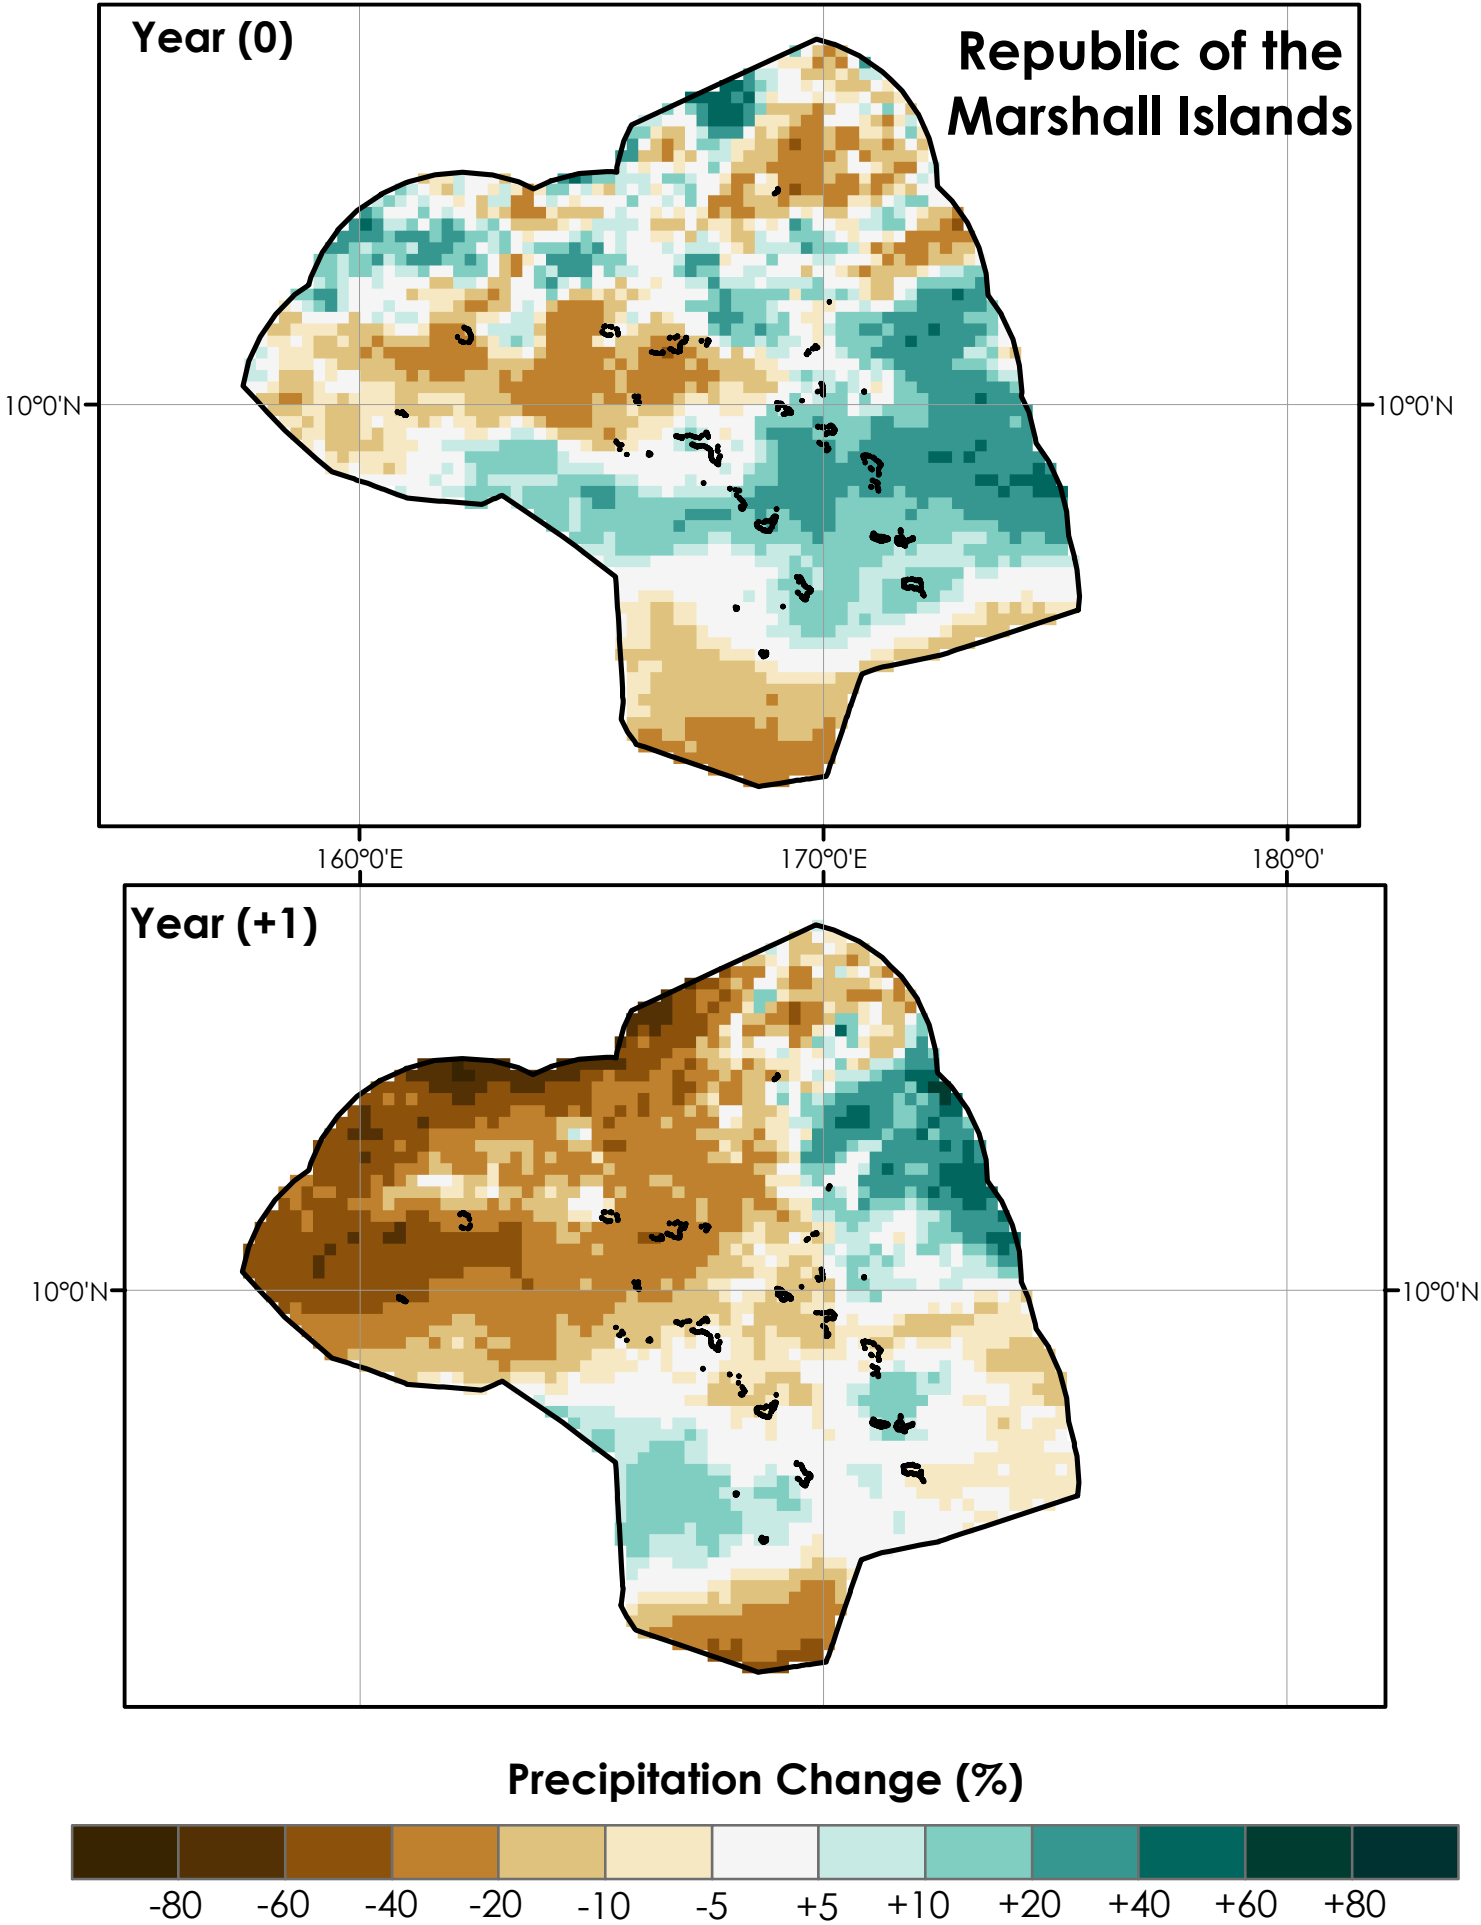 Year (0)
Republic of the
Marshall Islands
10°0'N
10°0'N
160°0'E
170°0'E
180°0'
Year (+1)
10°0'N
10°0'N
Precipitation Change (%)
-80
-60
-40
-20
-10
-5
+5
+10
+20
+40
+60
+80